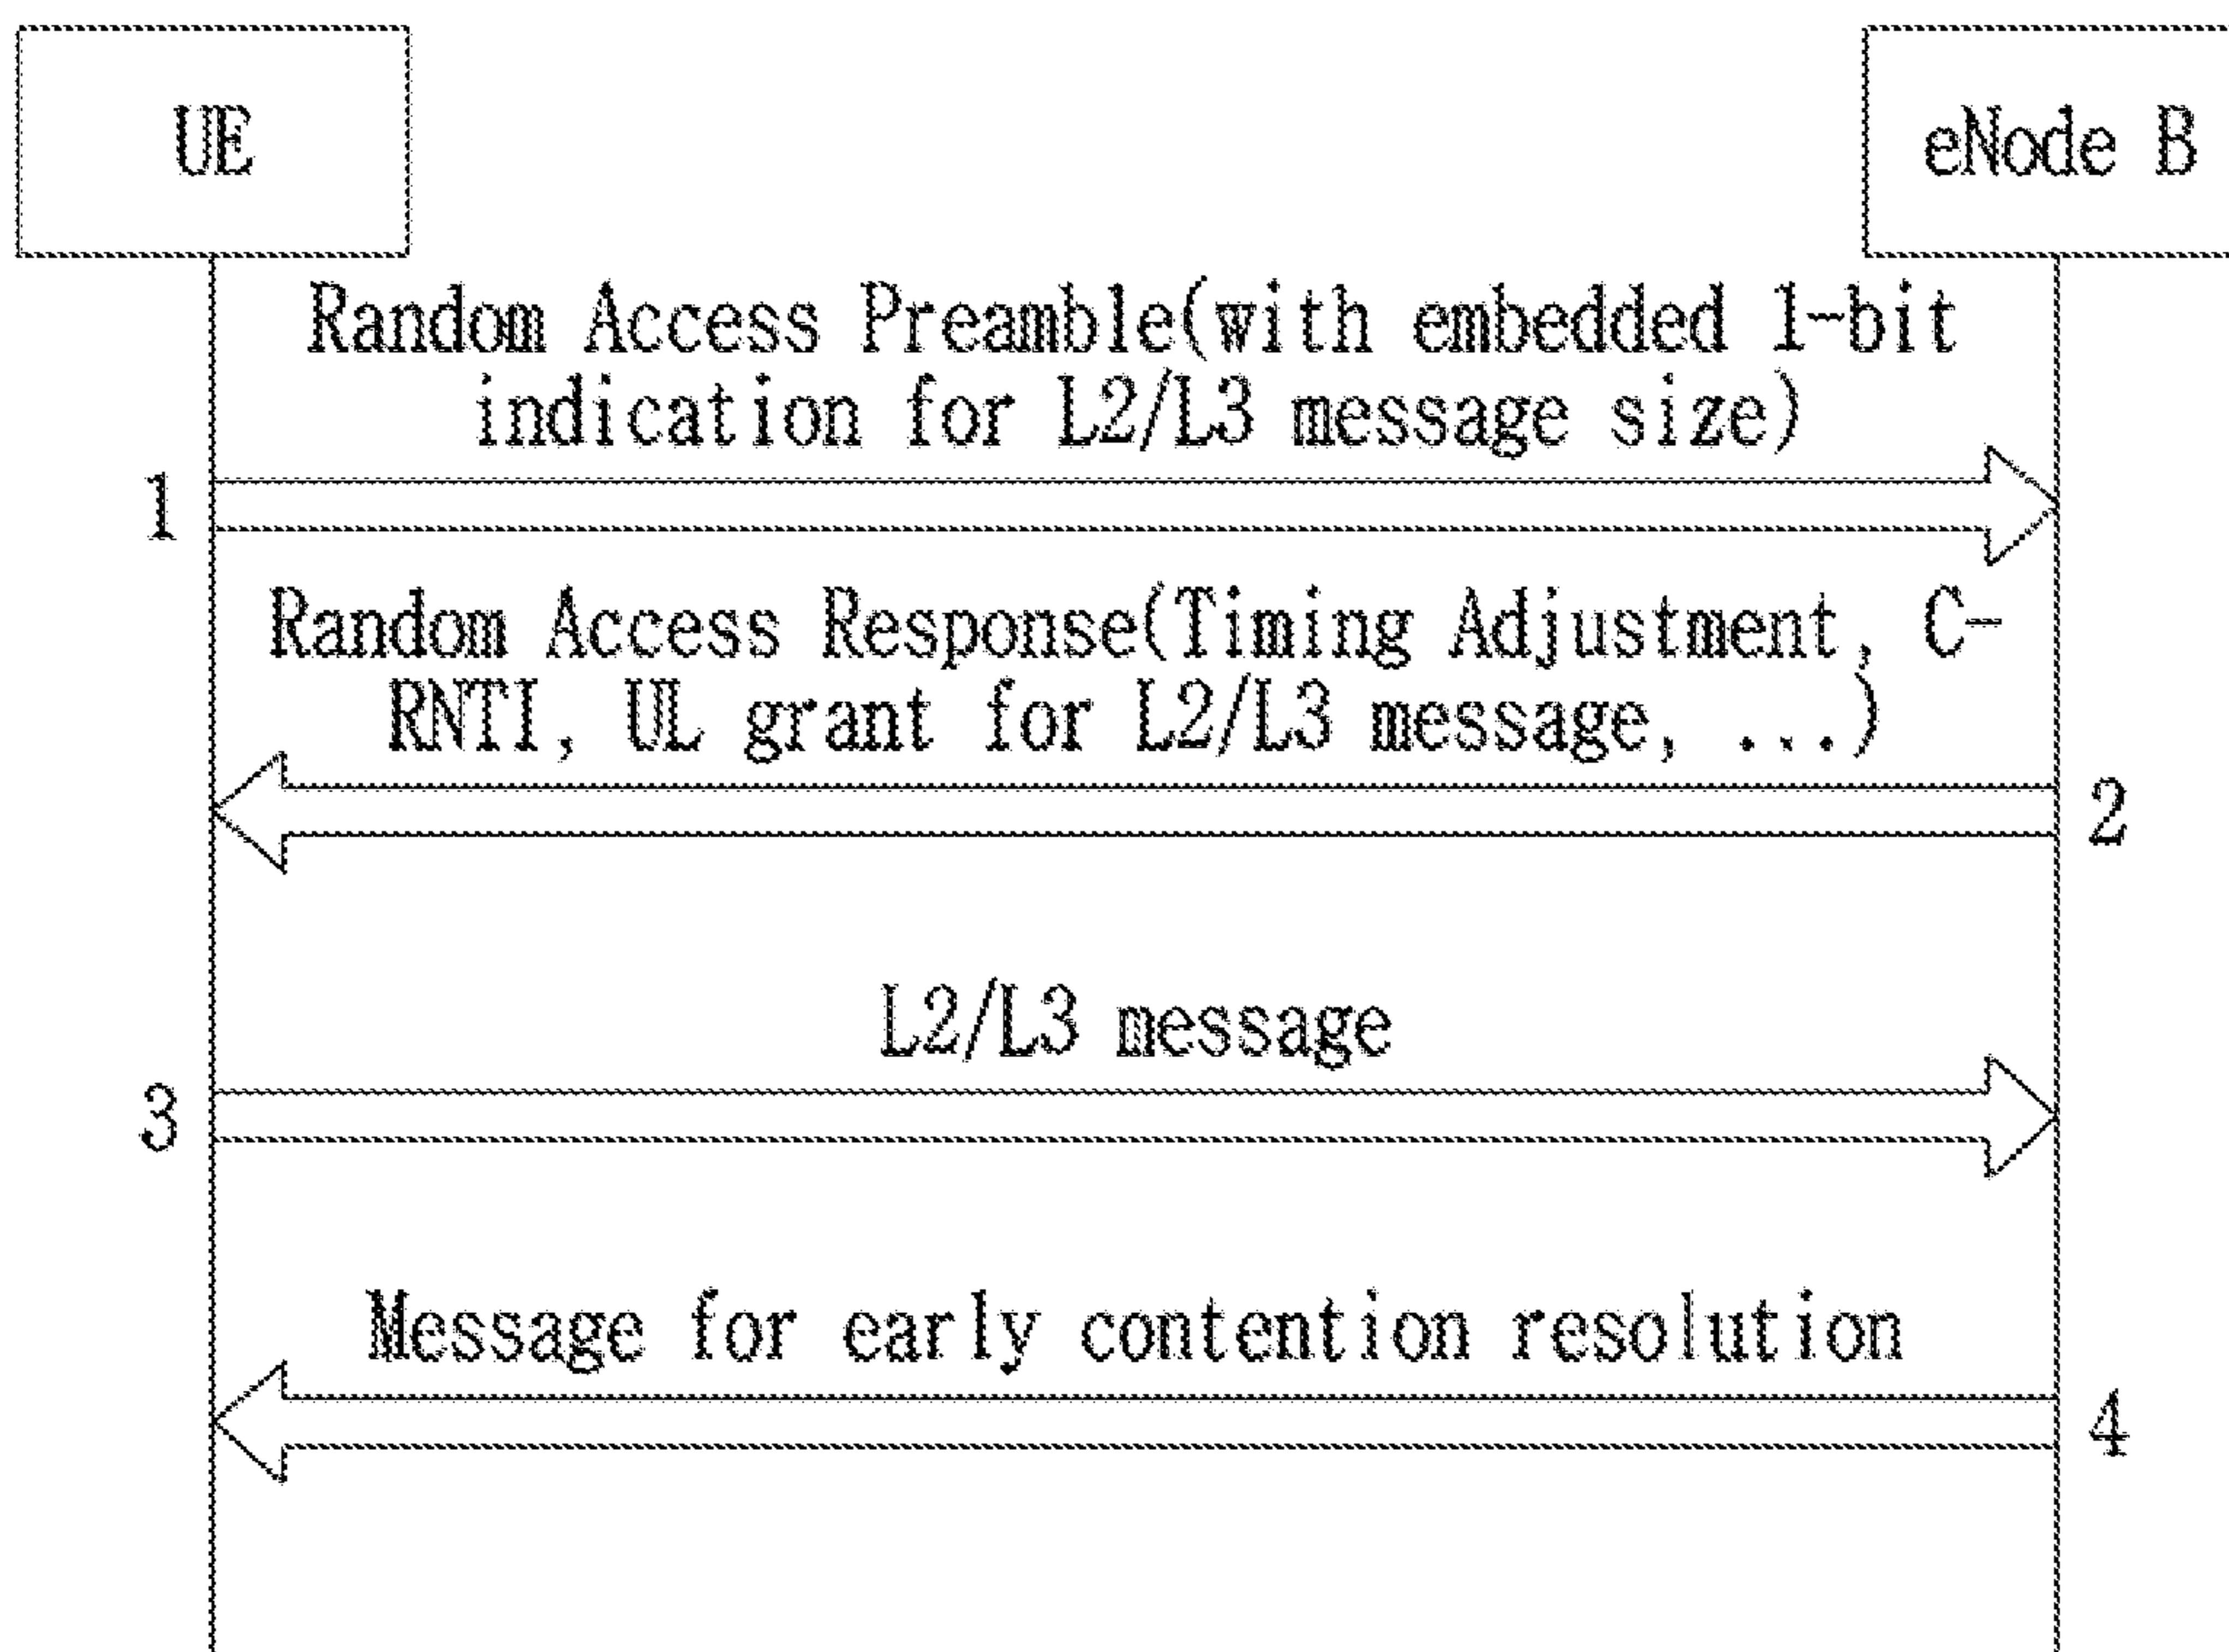 UE
eNode B
Random Access Preamble(with embedded 1-bit
indication for L2/L3 message size)
1
Random Access Response(Timing Adjustment, C-
RNTI, UL grant for L2/L3 message, ...)
2
L2/L3 message
3
Message for early contention resolution
4